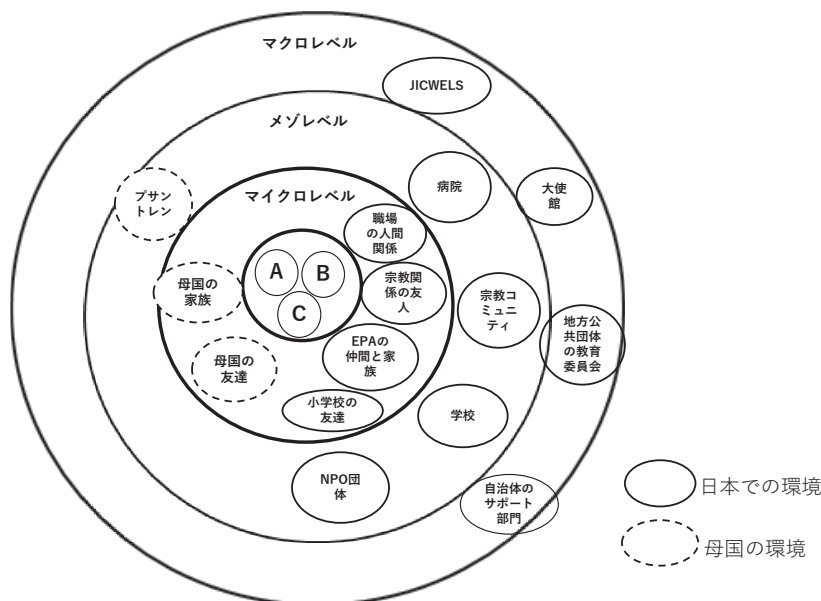 マクロレベル
JICWELS
メゾレベル
病院
プサン
トレン
大使
館
マイクロレベル
職場
の人間
関係
A
B
C
母国の
家族
宗教関
係の友
人
宗教コ
ミュニ
ティ
地方公
共団体
の教育
委員会
EPAの
仲間と家
族
母国の
友達
小学校の
友達
学校
NPO団
体
自治体の
サポート
部門
日本での環境
母国の環境